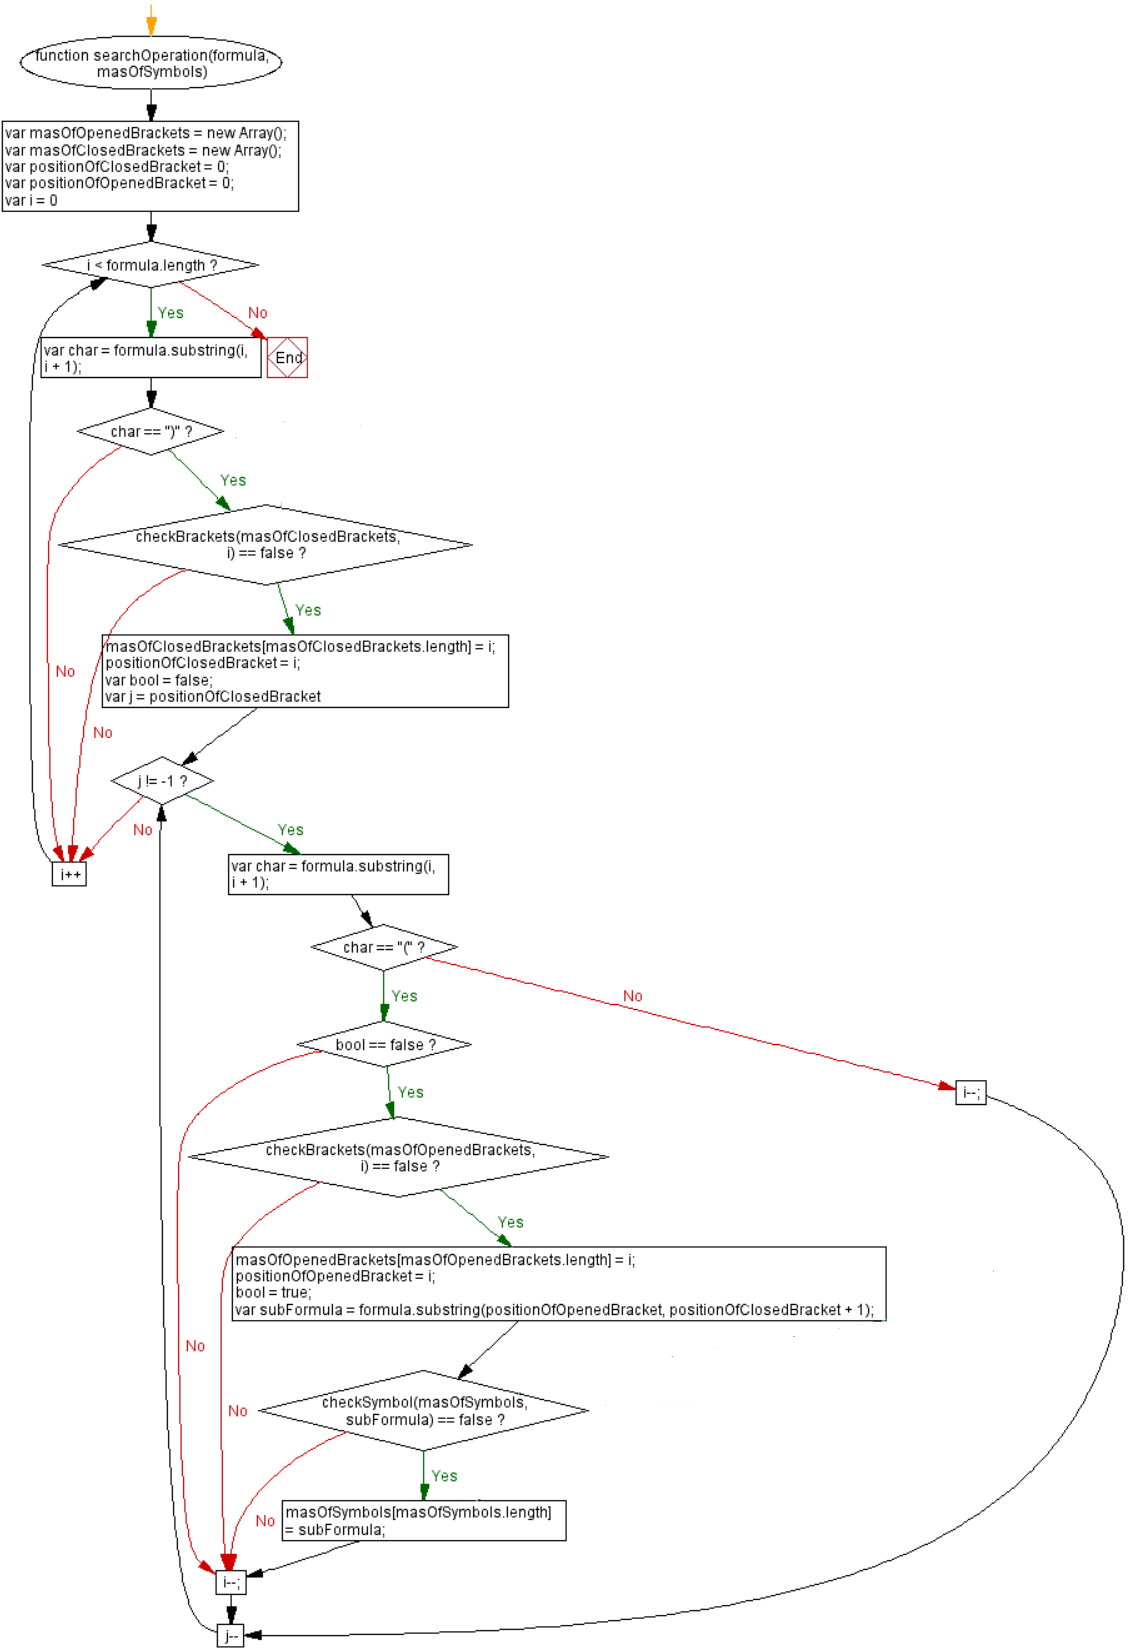 function searchOperation(formula,
masOfSymbols)
var masOfOpenedBrackets = new Array();
var masOfClosedBrackets = new Array();
var positionOfClosedBracket = 0;
var positionOfOpenedBracket = 0;
var i = 0
i < formula.length ?
Yes
No
var char = formula.substring(i,
i + 1);
End
char == ")" ?
Yes
checkBrackets(masOfClosedBrackets,
i) == false ?
Yes
masOfClosedBrackets[masOfClosedBrackets.length] = i;
positionOfClosedBracket = i;
var bool = false;
var j = positionOfClosedBracket
No
No
j != -1 ?
No
Yes
var char = formula.substring(i,
i + 1);
i++
char == "(" ?
Yes
No
bool == false ?
Yes
i--;
checkBrackets(masOfOpenedBrackets,
i) == false ?
Yes
masOfOpenedBrackets[masOfOpenedBrackets.length] = i;
positionOfOpenedBracket = i;
bool = true;
var subFormula = formula.substring(positionOfOpenedBracket, positionOfClosedBracket + 1);
No
checkSymbol(masOfSymbols,
subFormula) == false ?
No
Yes
masOfSymbols[masOfSymbols.length]
= subFormula;
No
i--;
j--